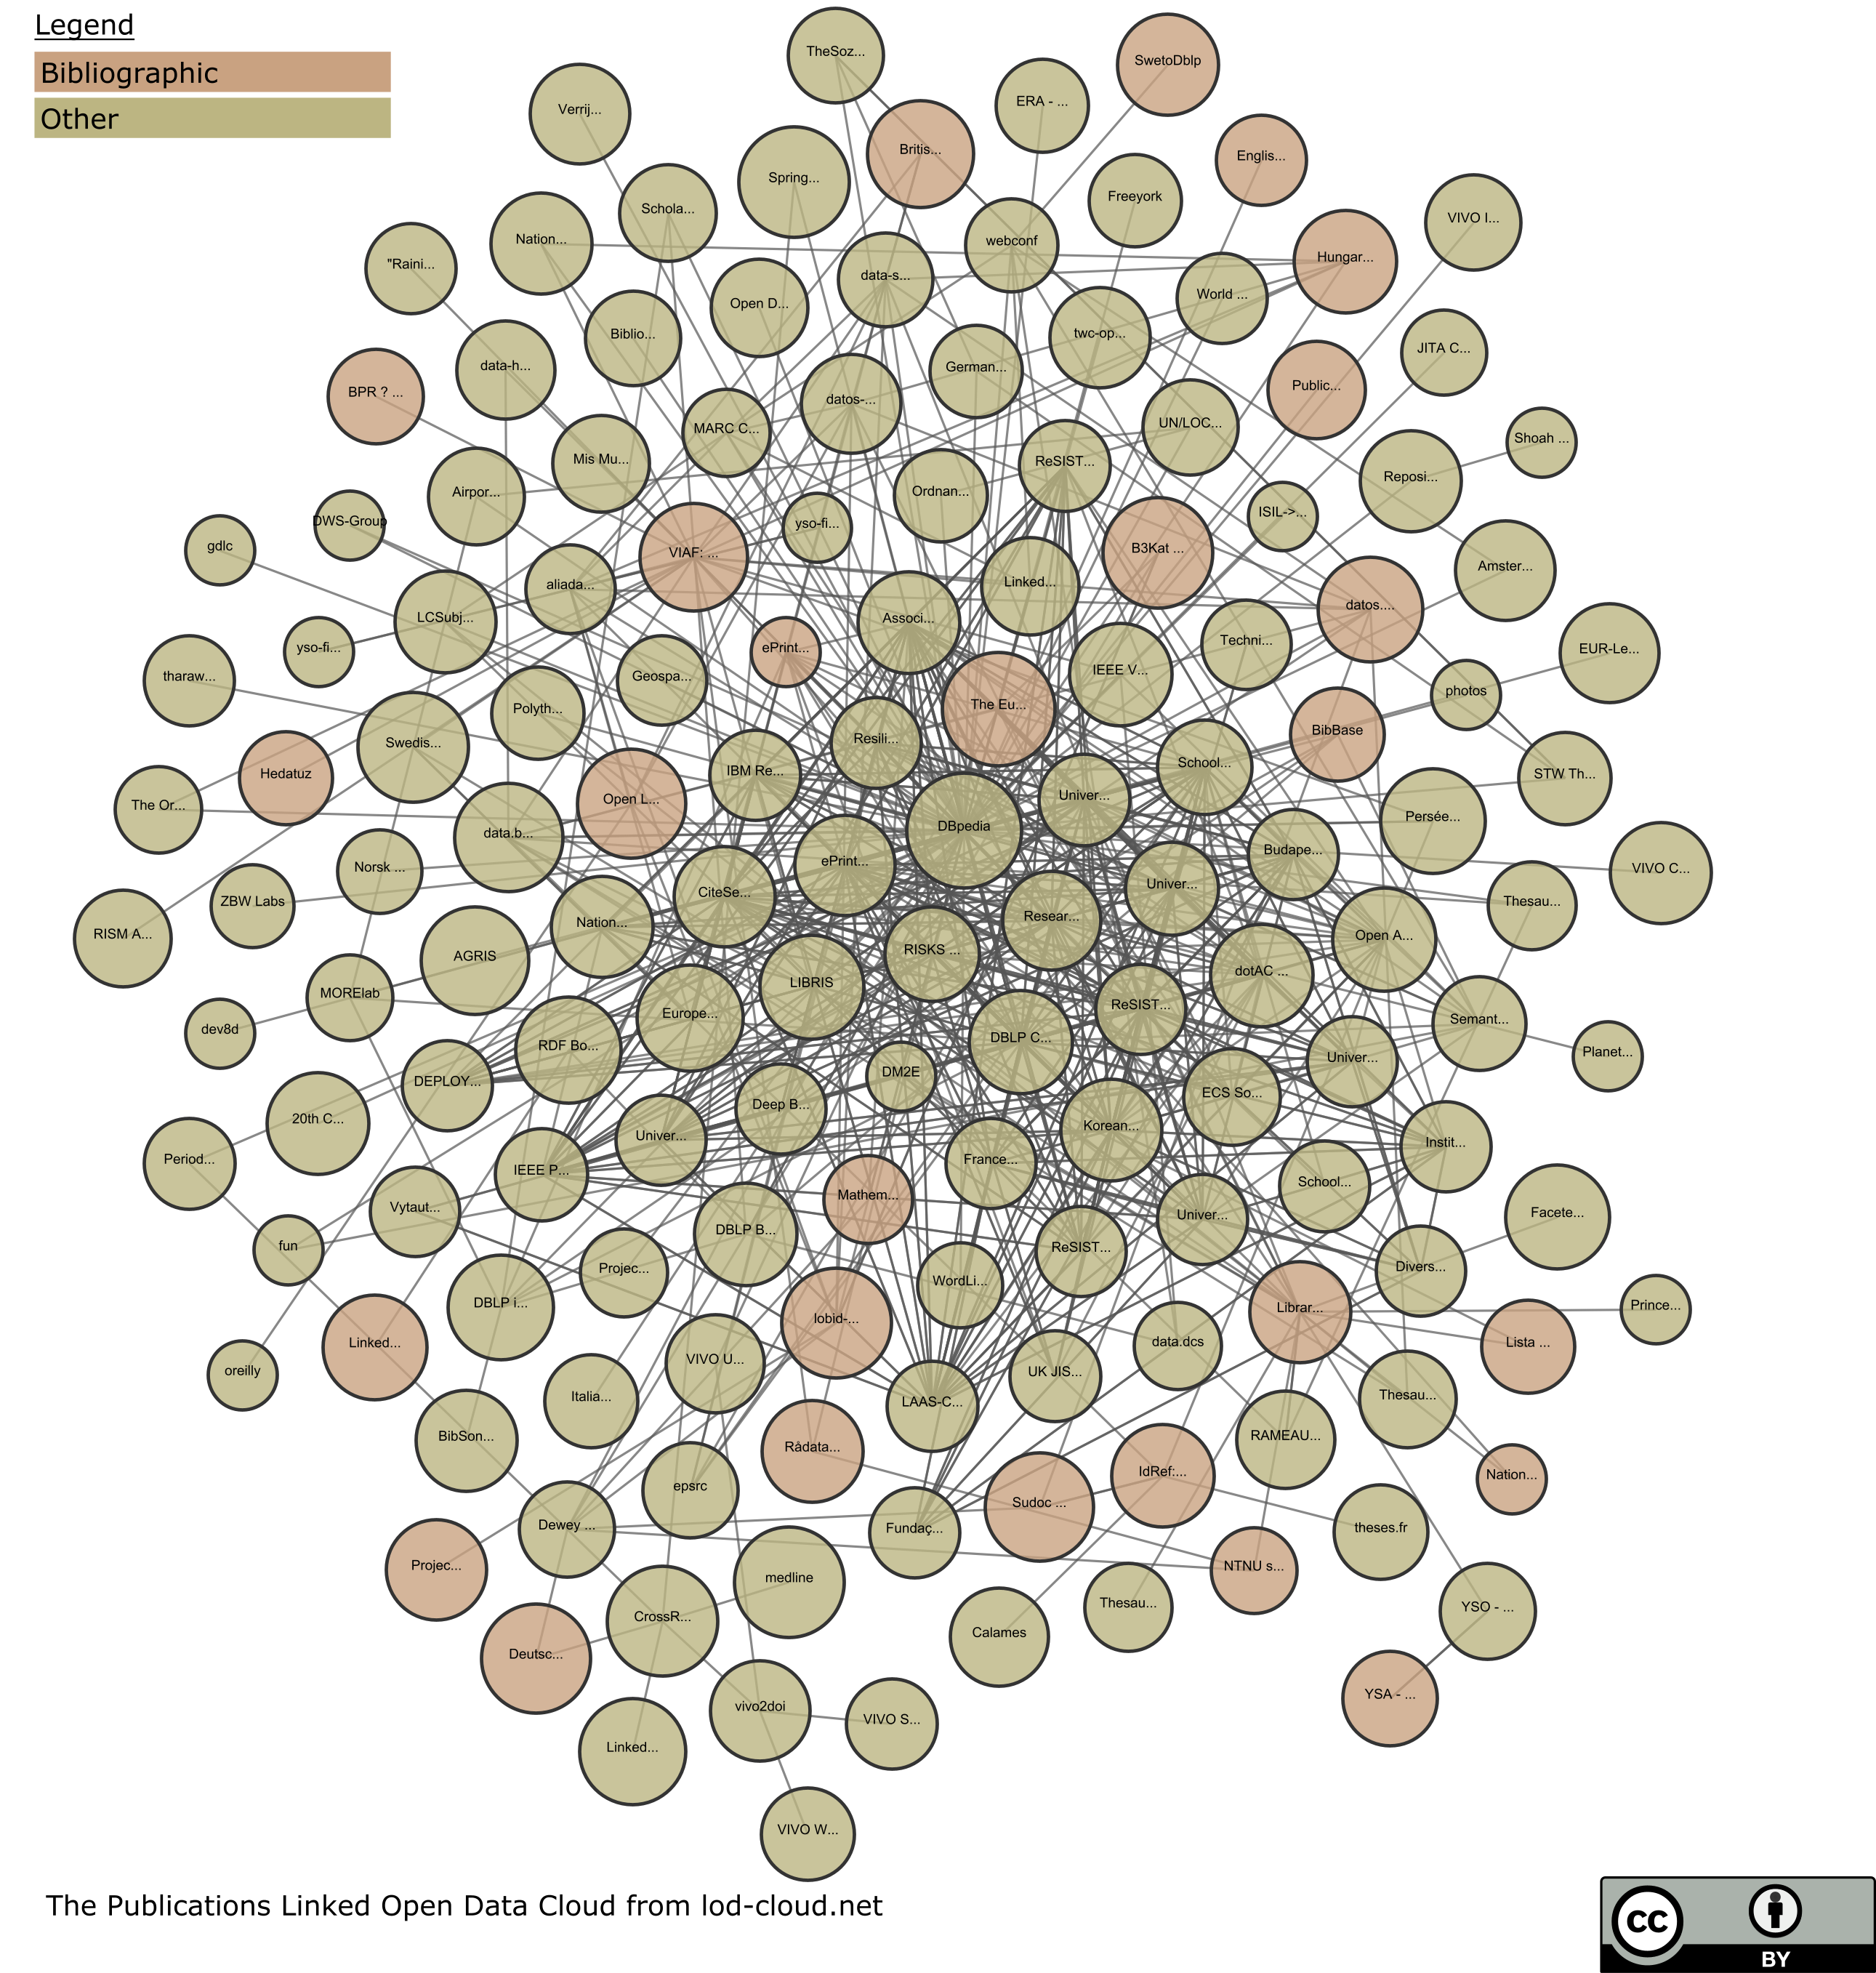 Legend
Bibliographic
Other
TheSoz...
SwetoDblp
ERA - ...
Verrij...
Britis...
Englis...
Spring...
Freeyork
Schola...
VIVO I...
Nation...
webconf
Hungar...
"Raini...
data-s...
World ...
Open D...
Biblio...
twc-op...
JITA C...
data-h...
German...
Public...
BPR ? ...
datos-...
MARC C...
UN/LOC...
Shoah ...
Mis Mu...
ReSIST...
Reposi...
Airpor...
Ordnan...
ISIL->...
DWS-Group
yso-fi...
gdlc
VIAF: ...
B3Kat ...
Amster...
aliada...
Linked...
datos....
LCSubj...
Associ...
Techni...
yso-fi...
ePrint...
EUR-Le...
tharaw...
Geospa...
IEEE V...
photos
Polyth...
The Eu...
Swedis...
Resili...
BibBase
Hedatuz
IBM Re...
School...
STW Th...
The Or...
Open L...
Univer...
Persée...
data.b...
DBpedia
Budape...
Norsk ...
ePrint...
VIVO C...
ZBW Labs
CiteSe...
Univer...
Thesau...
RISM A...
Nation...
Resear...
Open A...
AGRIS
RISKS ...
dotAC ...
MORElab
LIBRIS
dev8d
Europe...
ReSIST...
Semant...
RDF Bo...
DBLP C...
Univer...
Planet...
DEPLOY...
DM2E
ECS So...
20th C...
Deep B...
Univer...
Korean...
Instit...
Period...
IEEE P...
France...
School...
Vytaut...
Mathem...
Univer...
Facete...
fun
DBLP B...
ReSIST...
Divers...
Projec...
WordLi...
DBLP i...
lobid-...
Librar...
Prince...
Linked...
data.dcs
Lista ...
oreilly
VIVO U...
UK JIS...
Italia...
LAAS-C...
Thesau...
BibSon...
Rådata...
RAMEAU...
epsrc
IdRef:...
Nation...
Dewey ...
Fundaç...
Sudoc ...
theses.fr
Projec...
medline
NTNU s...
CrossR...
Thesau...
YSO - ...
Deutsc...
Calames
vivo2doi
VIVO S...
YSA - ...
Linked...
VIVO W...
The Publications Linked Open Data Cloud from lod-cloud.net
cc
BY